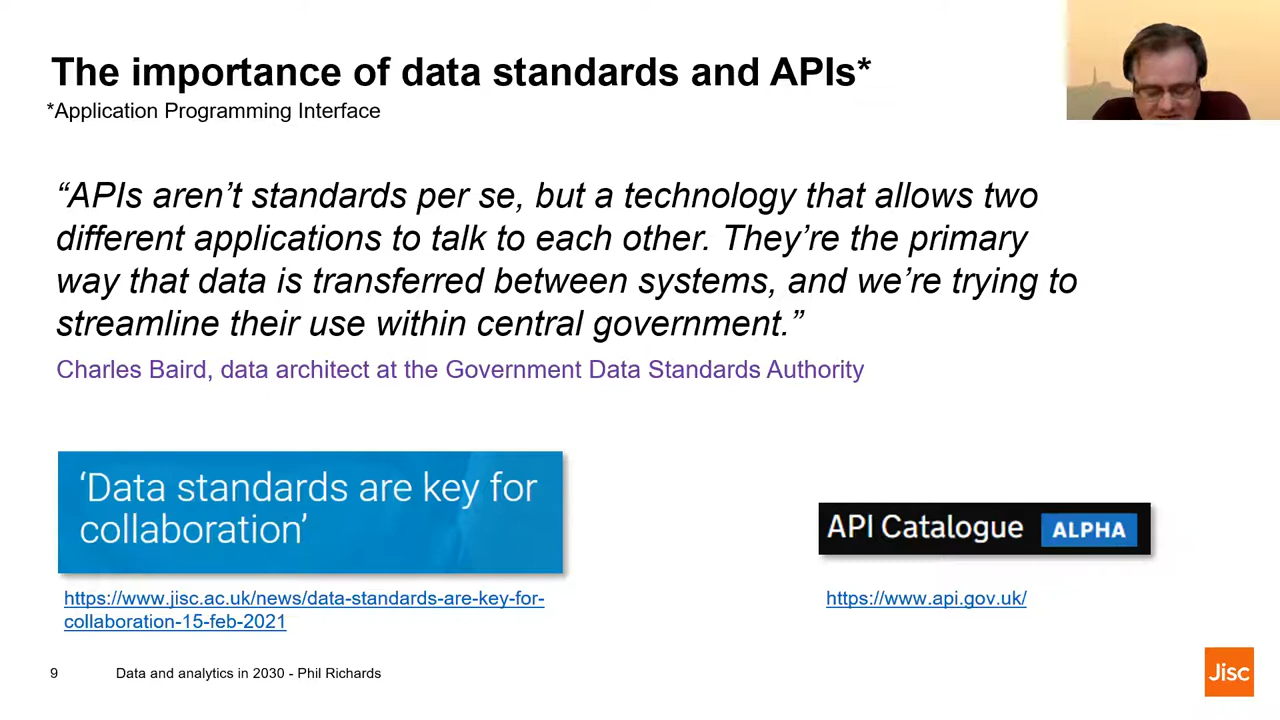 The importance of data standards and APIs*
*Application Programming Interface
“APIs aren’t standards per se, but a technology that allows two
different applications to talk to each other. They’re the primary
way that data is transferred between systems, and we’re trying to
streamline their use within central government.”
Charles Baird, data architect at the Government Data Standards Authority
‘Data standards are key for
collaboration’
https://www.jisc.ac.uk/news/data-standards-are-key-for-
collaboration-15-feb-2021
API Catalogue ALPHA
https://www.api.gov.uk/
9 Data and analytics in 2030 - Phil Richards
Jisc